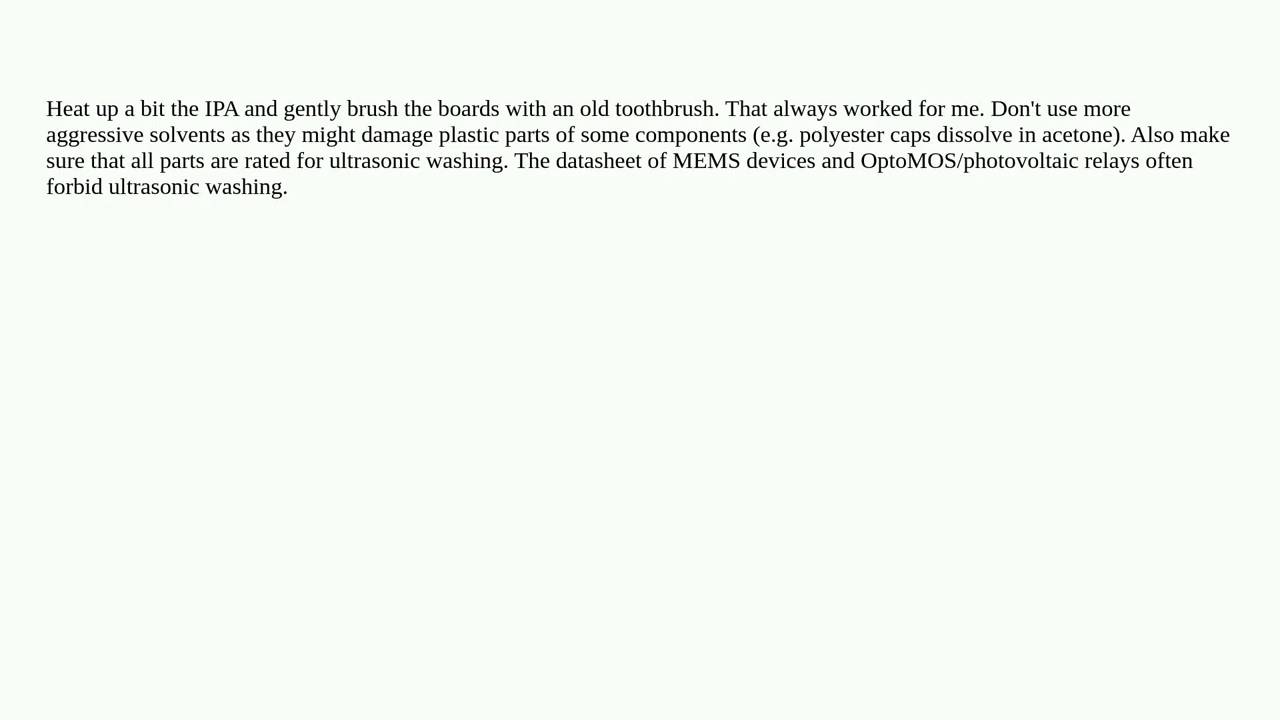 Heat up a bit the IPA and gently brush the boards with an old toothbrush. That always worked for me. Don't use more
aggressive solvents as they might damage plastic parts of some components (e.g. polyester caps dissolve in acetone). Also make
sure that all parts are rated for ultrasonic washing. The datasheet of MEMS devices and OptoMOS/photovoltaic relays often
forbid ultrasonic washing.